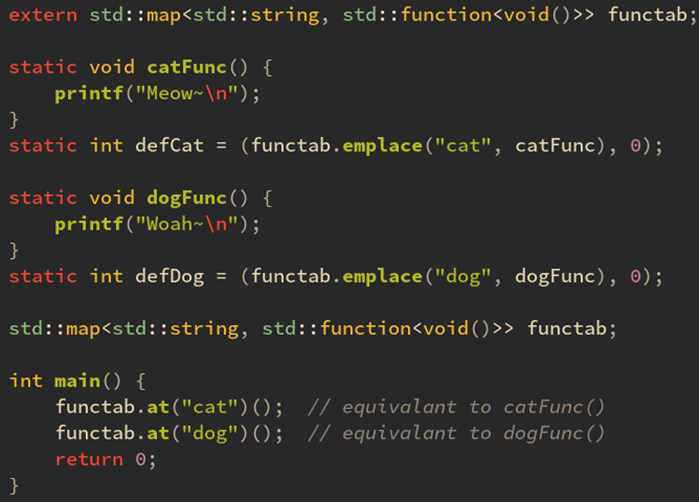 extern std::map<std::string, std::function<void()>> functab;
static void catFunc() {
printf("Meow~\n");
}
static int defCat = (functab.emplace("cat", catFunc), 0);
static void dogFunc() {
printf("Woah~\n");
}
static int defDog = (functab.emplace("dog", dogFunc), 0);
std::map<std::string, std::function<void()>> functab;
int main() {
functab.at("cat")(); // equivalant to catFunc()
functab.at("dog")(); // equivalant to dogFunc()
return 0;
}